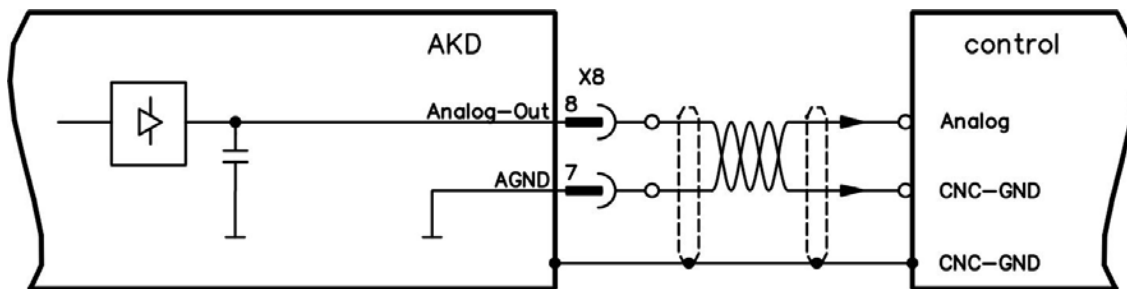 AKD
control
X8
Analog-Out 8
Analog
AGND 7
CNC-GND
CNC-GND